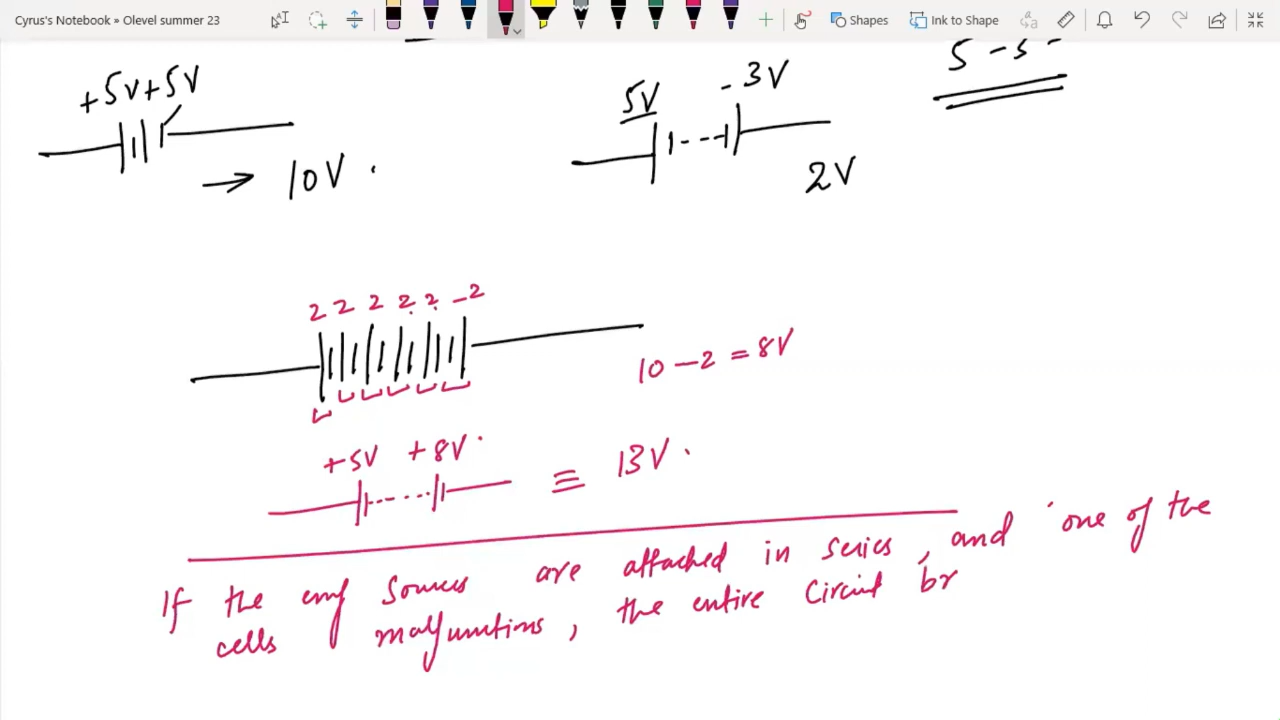 Cyrus's Notebook » Olevel summer 23
Shapes
Ink to Shape
+5V+5V
→ 10V.
5V -3V
2V
2 2 2 2 2 -2
10-2=8V
+5V +8V
≡ 13V.
If the emf sources are attached in series, and one of the
cells malfunctions, the entire circuit br